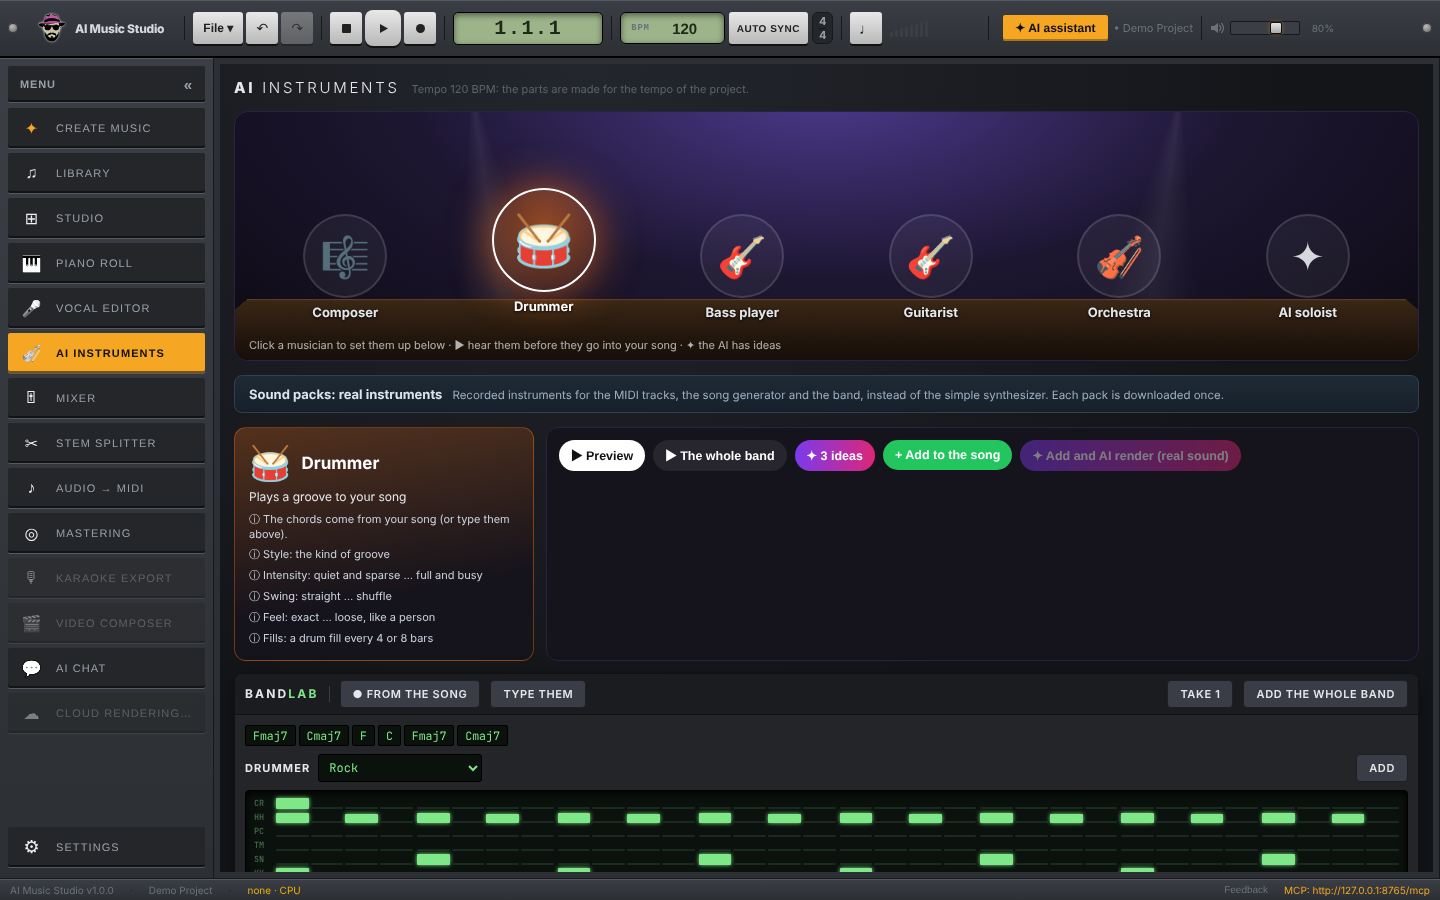 AI Music Studio
File ▾
1.1.1
BPM 120
AUTO SYNC
4
4
✦ AI assistant
• Demo Project
80%
MENU «
CREATE MUSIC
LIBRARY
STUDIO
PIANO ROLL
VOCAL EDITOR
AI INSTRUMENTS
MIXER
STEM SPLITTER
AUDIO → MIDI
MASTERING
KARAOKE EXPORT
VIDEO COMPOSER
AI CHAT
CLOUD RENDERING...
SETTINGS
AI INSTRUMENTS Tempo 120 BPM: the parts are made for the tempo of the project.
Composer
Drummer
Bass player
Guitarist
Orchestra
AI soloist
Click a musician to set them up below · ▶ hear them before they go into your song · ✦ the AI has ideas
Sound packs: real instruments Recorded instruments for the MIDI tracks, the song generator and the band, instead of the simple synthesizer. Each pack is downloaded once.
Drummer
Plays a groove to your song
ⓘ The chords come from your song (or type them
above).
ⓘ Style: the kind of groove
ⓘ Intensity: quiet and sparse ... full and busy
ⓘ Swing: straight ... shuffle
ⓘ Feel: exact ... loose, like a person
ⓘ Fills: a drum fill every 4 or 8 bars
▶ Preview
▶ The whole band
✦ 3 ideas
+ Add to the song
✦ Add and AI render (real sound)
BANDLAB
● FROM THE SONG
TYPE THEM
TAKE 1
ADD THE WHOLE BAND
Fmaj7 Cmaj7 F C Fmaj7 Cmaj7
DRUMMER Rock
ADD
CR
HH
PC
TM
SN
AI Music Studio v1.0.0 · Demo Project · none · CPU
Feedback MCP: http://127.0.0.1:8765/mcp